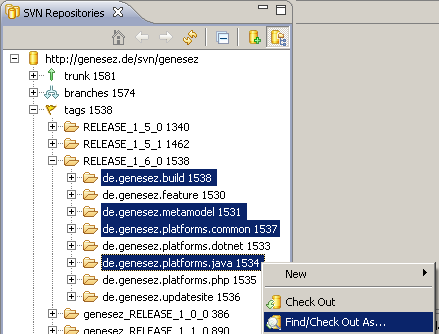 SVN Repositories
http://genesez.de/svn/genesez
trunk 1581
branches 1574
tags 1538
RELEASE_1_5_0 1340
RELEASE_1_5_1 1462
RELEASE_1_6_0 1538
de.genesez.build 1538
de.genesez.feature 1530
de.genesez.metamodel 1531
de.genesez.platforms.common 1537
de.genesez.platforms.dotnet 1533
de.genesez.platforms.java 1534
de.genesez.platforms.php 1535
de.genesez.updatesite 1536
genesez_RELEASE_1_0_0 386
genesez_RELEASE_1_1_0 890
New
Check Out
Find/Check Out As...